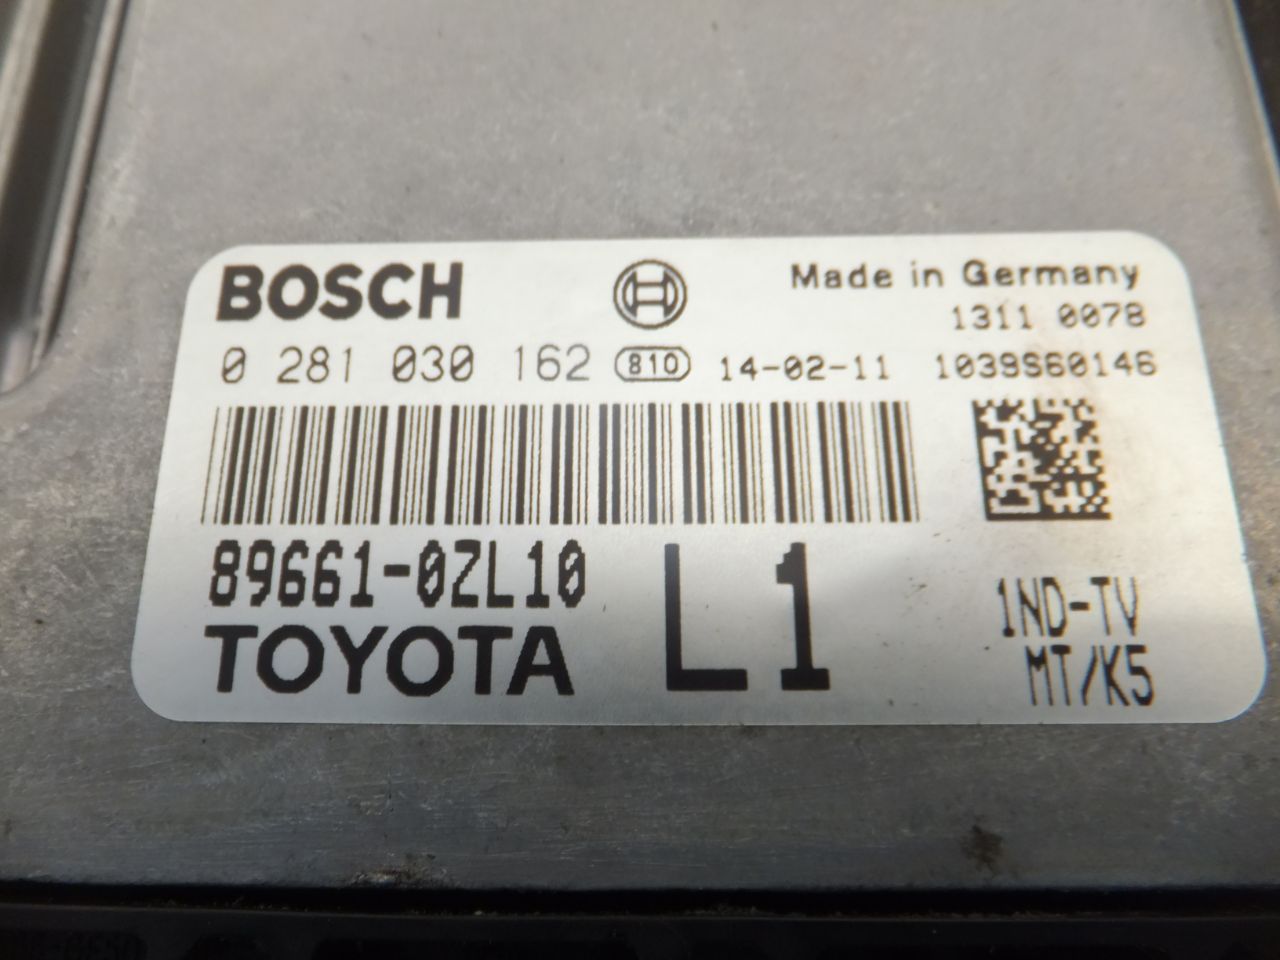 BOSCH
Made in Germany
1311 0078
0 281 030 162 810 14-02-11 1039S60146
89661-0ZL10
L1
TOYOTA
1ND-TV
MT/K5